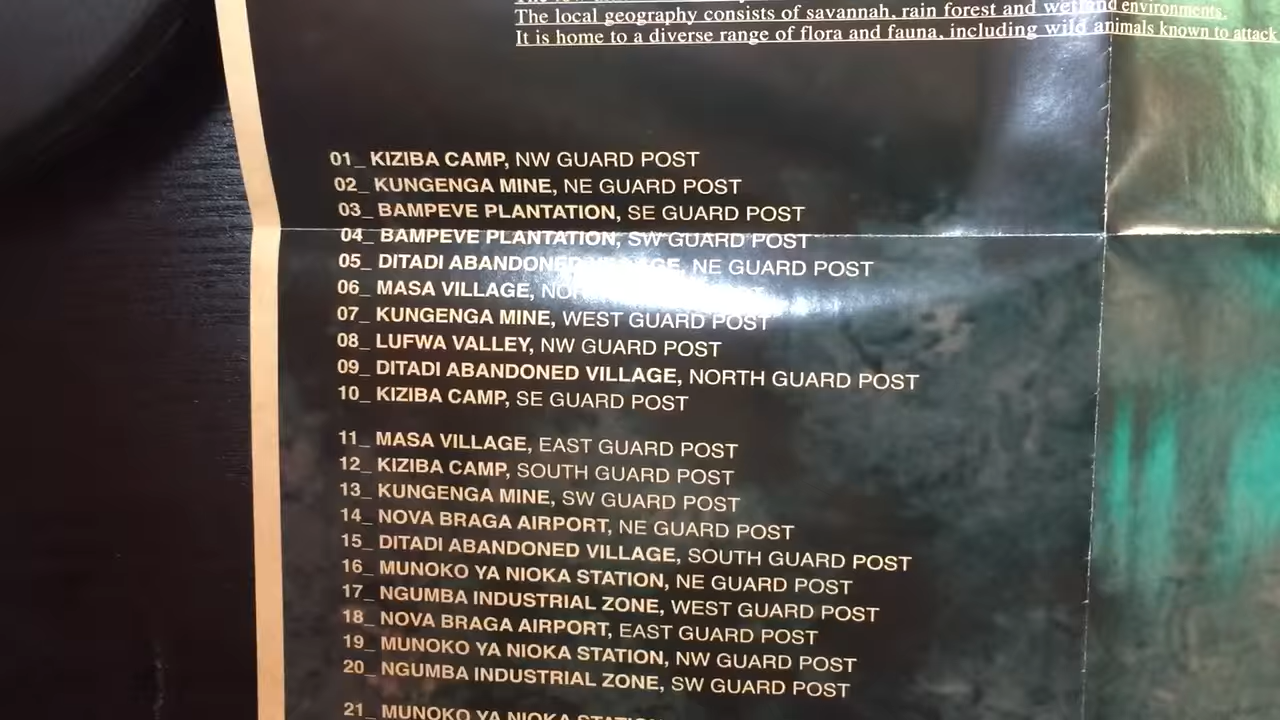 The local geography consists of savannah, rain forest and wetland environments.
It is home to a diverse range of flora and fauna, including wild animals known to attack
01_ KIZIBA CAMP, NW GUARD POST
02_ KUNGENGA MINE, NE GUARD POST
03_ BAMPEVE PLANTATION, SE GUARD POST
04_ BAMPEVE PLANTATION, SW GUARD POST
05_ DITADI ABANDONED VILLAGE, NE GUARD POST
06_ MASA VILLAGE,
07_ KUNGENGA MINE, WEST GUARD POST
08_ LUFWA VALLEY, NW GUARD POST
09_ DITADI ABANDONED VILLAGE, NORTH GUARD POST
10_ KIZIBA CAMP, SE GUARD POST
11_ MASA VILLAGE, EAST GUARD POST
12_ KIZIBA CAMP, SOUTH GUARD POST
13_ KUNGENGA MINE, SW GUARD POST
14_ NOVA BRAGA AIRPORT, NE GUARD POST
15_ DITADI ABANDONED VILLAGE, SOUTH GUARD POST
16_ MUNOKO YA NIOKA STATION, NE GUARD POST
17_ NGUMBA INDUSTRIAL ZONE, WEST GUARD POST
18_ NOVA BRAGA AIRPORT, EAST GUARD POST
19_ MUNOKO YA NIOKA STATION, NW GUARD POST
20_ NGUMBA INDUSTRIAL ZONE, SW GUARD POST
21_ MUNOKO YA NIOKA